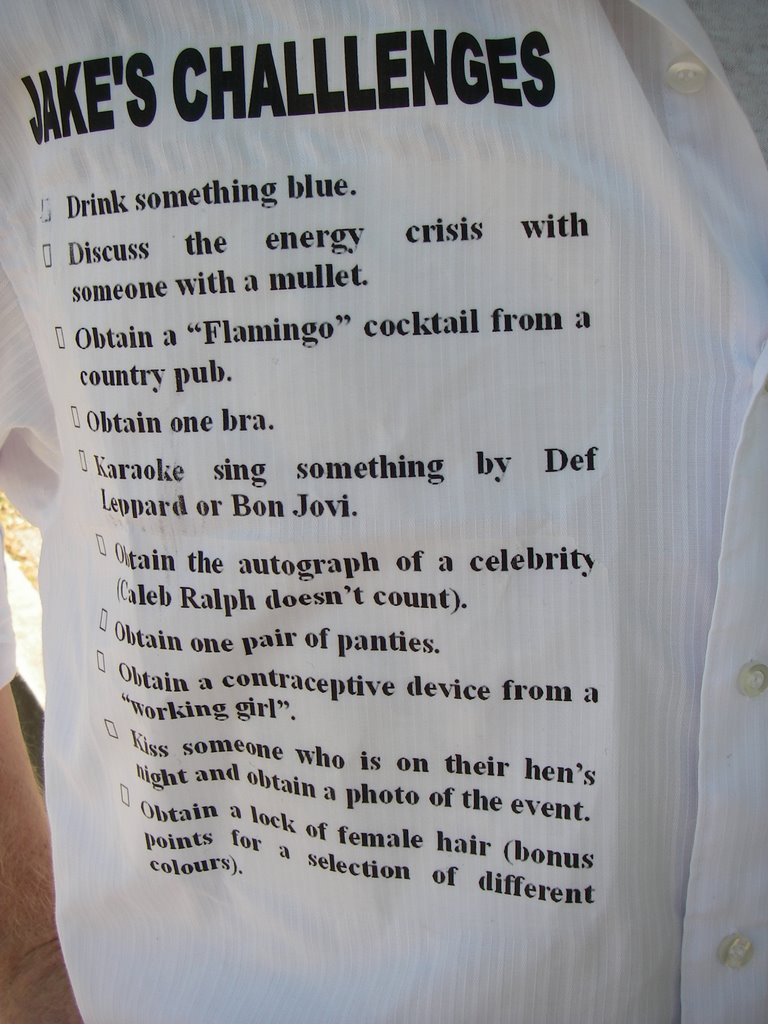 JAKE'S CHALLLENGES
Drink something blue.
Discuss the energy crisis with
someone with a mullet.
Obtain a “Flamingo” cocktail from a
country pub.
Obtain one bra.
Karaoke sing something by Def
Leppard or Bon Jovi.
Obtain the autograph of a celebrity
(Caleb Ralph doesn't count).
Obtain one pair of panties.
Obtain a contraceptive device from a
“working girl”.
Kiss someone who is on their hen's
night and obtain a photo of the event.
Obtain a lock of female hair (bonus
points for a selection of different
colours).